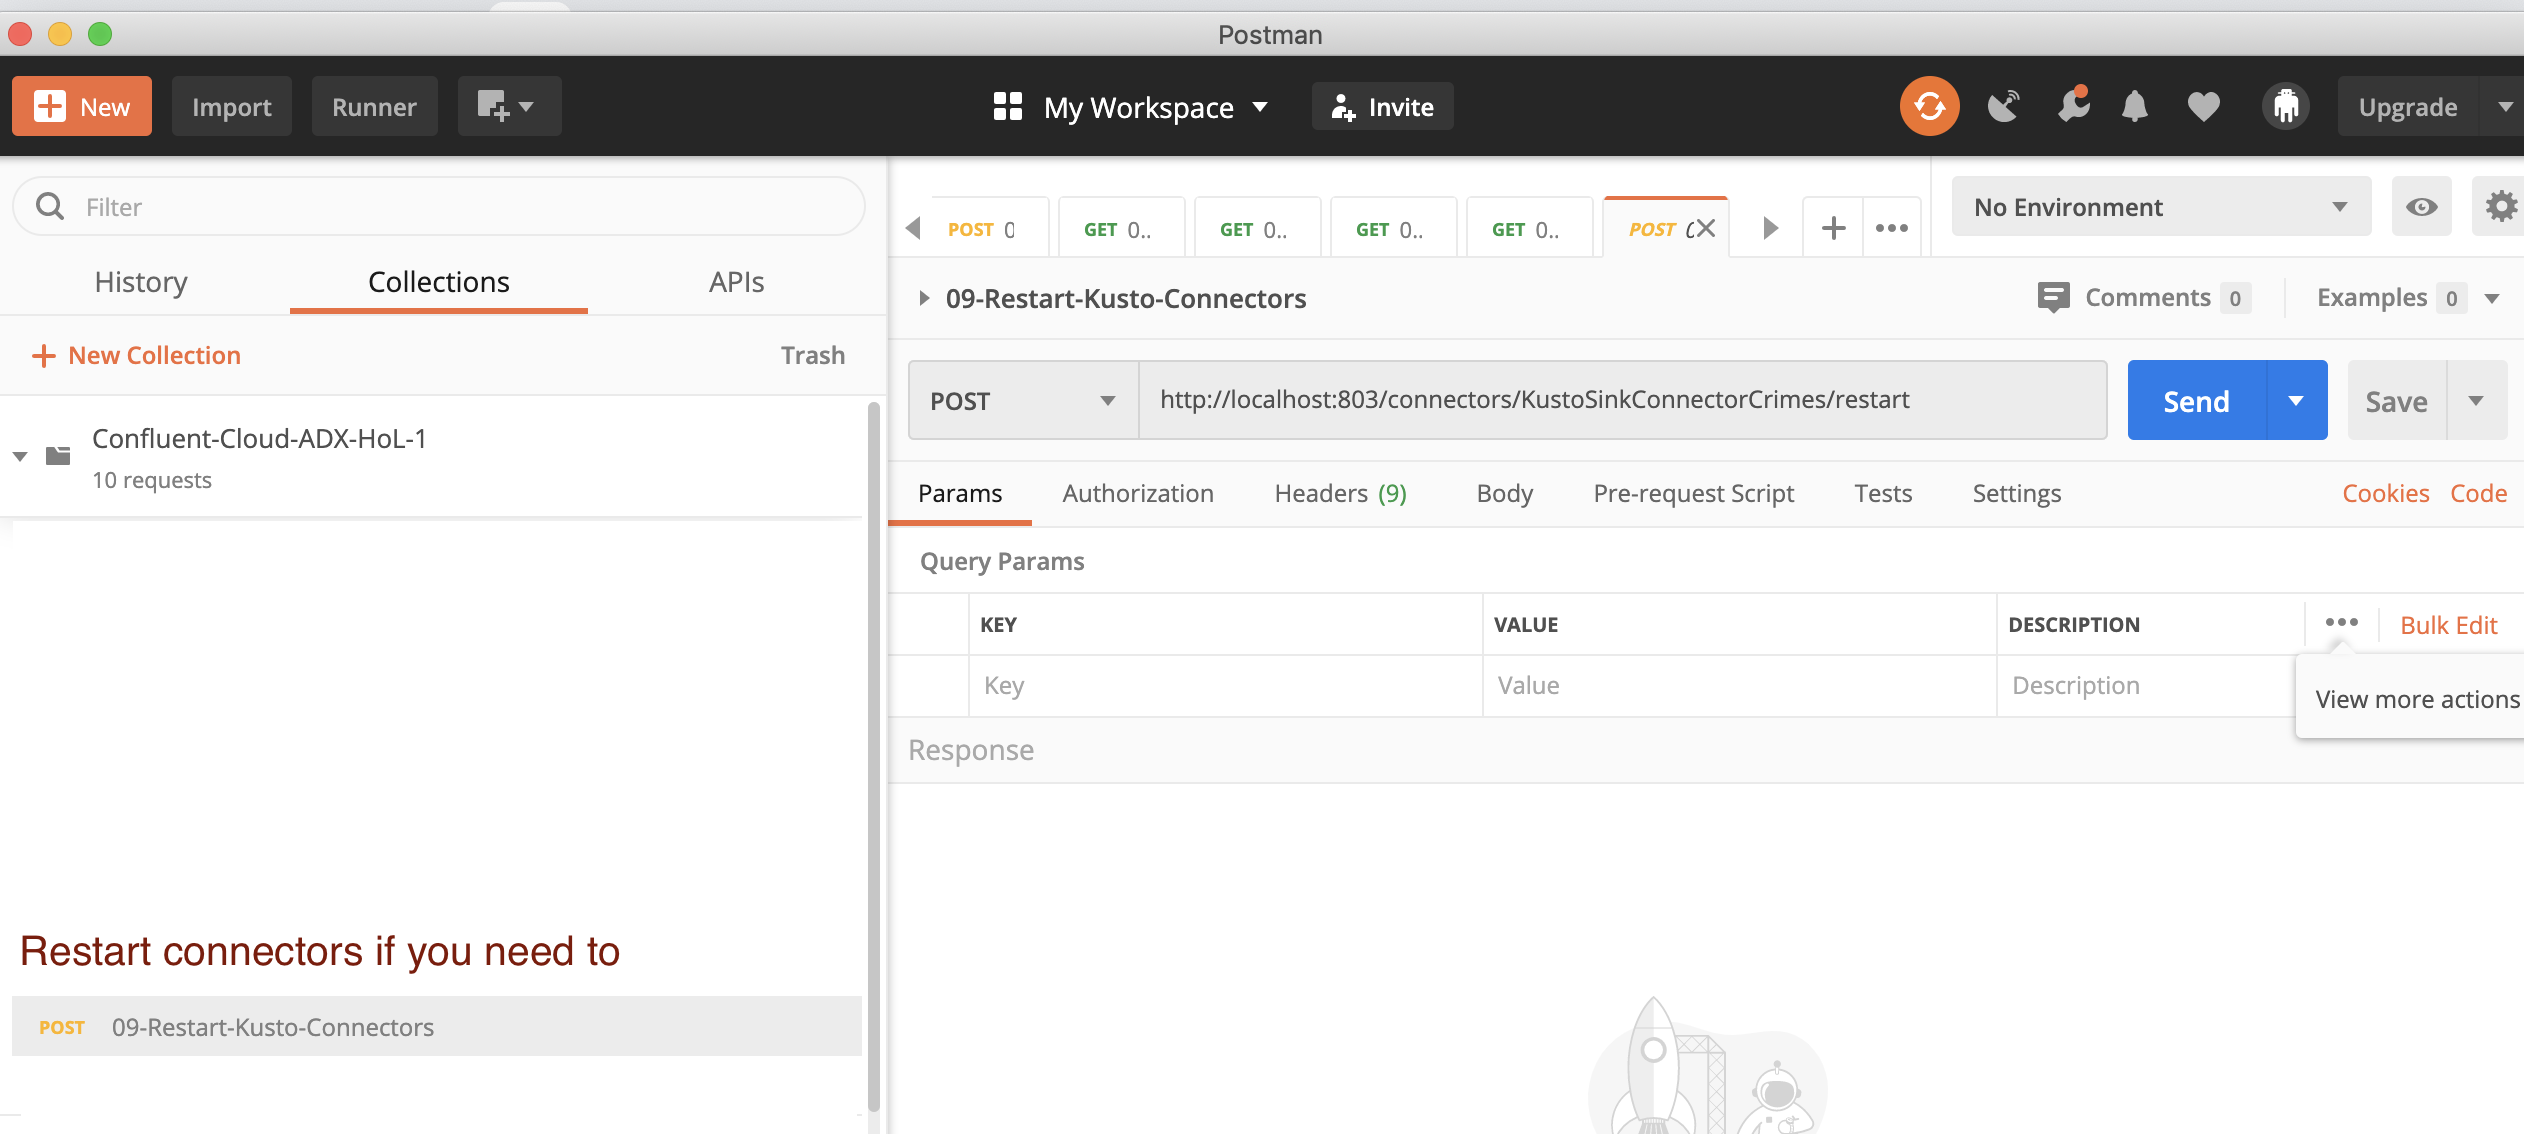 Postman
New
Import
Runner
My Workspace
Invite
Upgrade
Filter
History
Collections
APIs
New Collection
Trash
Confluent-Cloud-ADX-HoL-1
10 requests
Restart connectors if you need to
POST 09-Restart-Kusto-Connectors
POST 0
GET 0..
GET 0..
GET 0..
GET 0..
POST
No Environment
09-Restart-Kusto-Connectors
Comments 0
Examples 0
POST
http://localhost:803/connectors/KustoSinkConnectorCrimes/restart
Send
Save
Params
Authorization
Headers (9)
Body
Pre-request Script
Tests
Settings
Cookies
Code
Query Params
KEY
VALUE
DESCRIPTION
Bulk Edit
Key
Value
Description
View more actions
Response